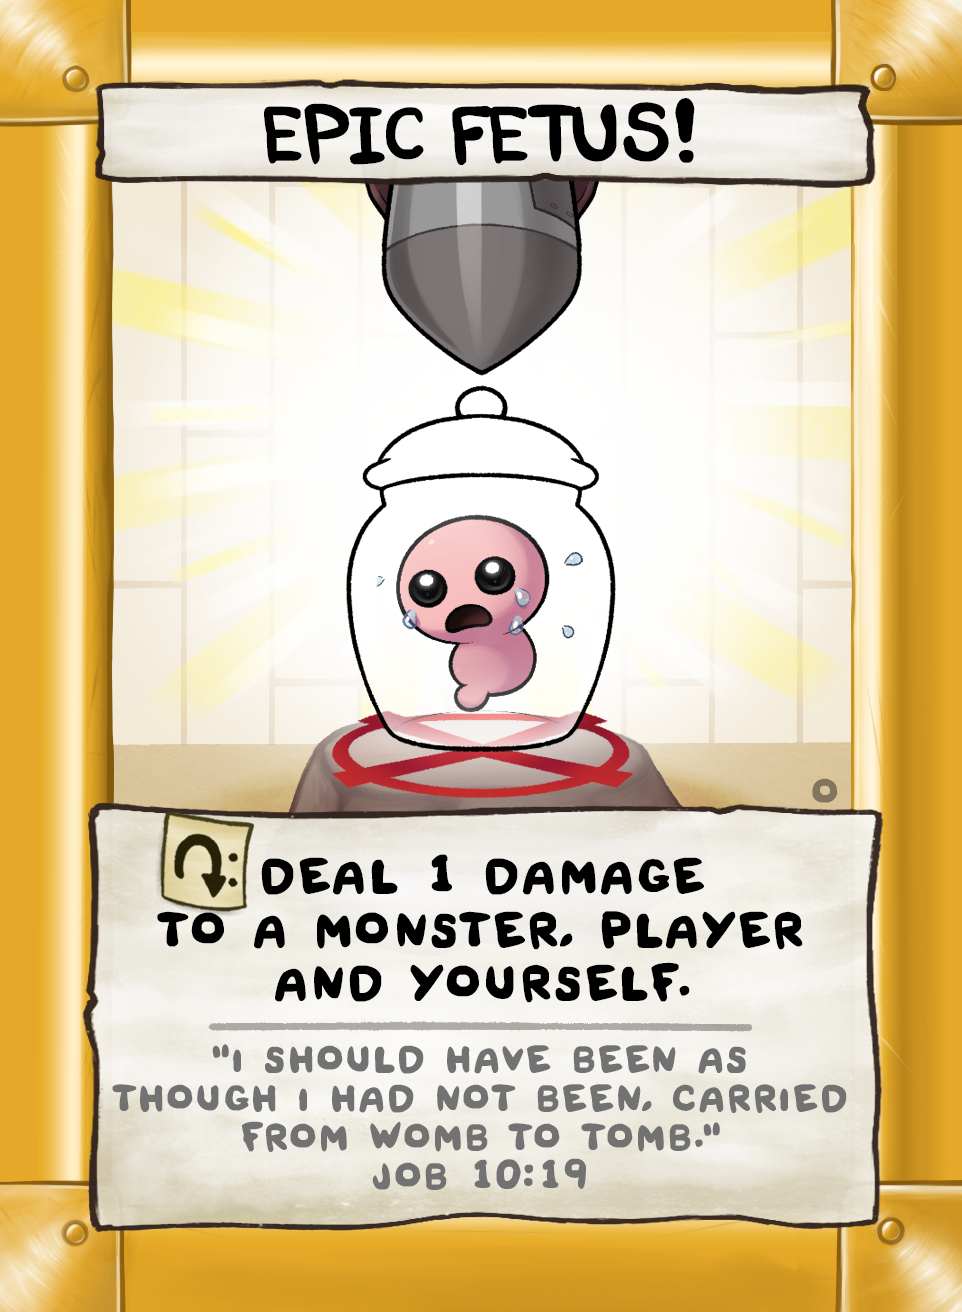 EPIC FETUS!
: DEAL 1 DAMAGE
TO A MONSTER, PLAYER
AND YOURSELF.
"I SHOULD HAVE BEEN AS
THOUGH I HAD NOT BEEN, CARRIED
FROM WOMB TO TOMB."
JOB 10:19